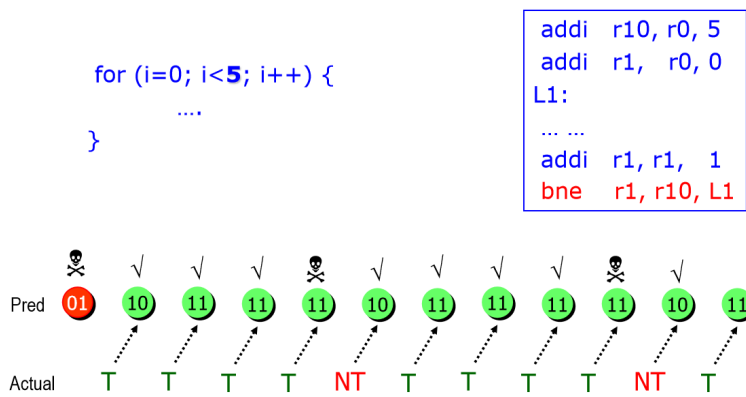 for (i=0; i<5; i++) {
….
}
addi r10, r0, 5
addi r1, r0, 0
L1:
... ...
addi r1, r1, 1
bne r1, r10, L1
√ √ √ √ √ √ √ √
Pred 01 10 11 11 11 10 11 11 11 11 10 11
Actual T T T T NT T T T T NT T